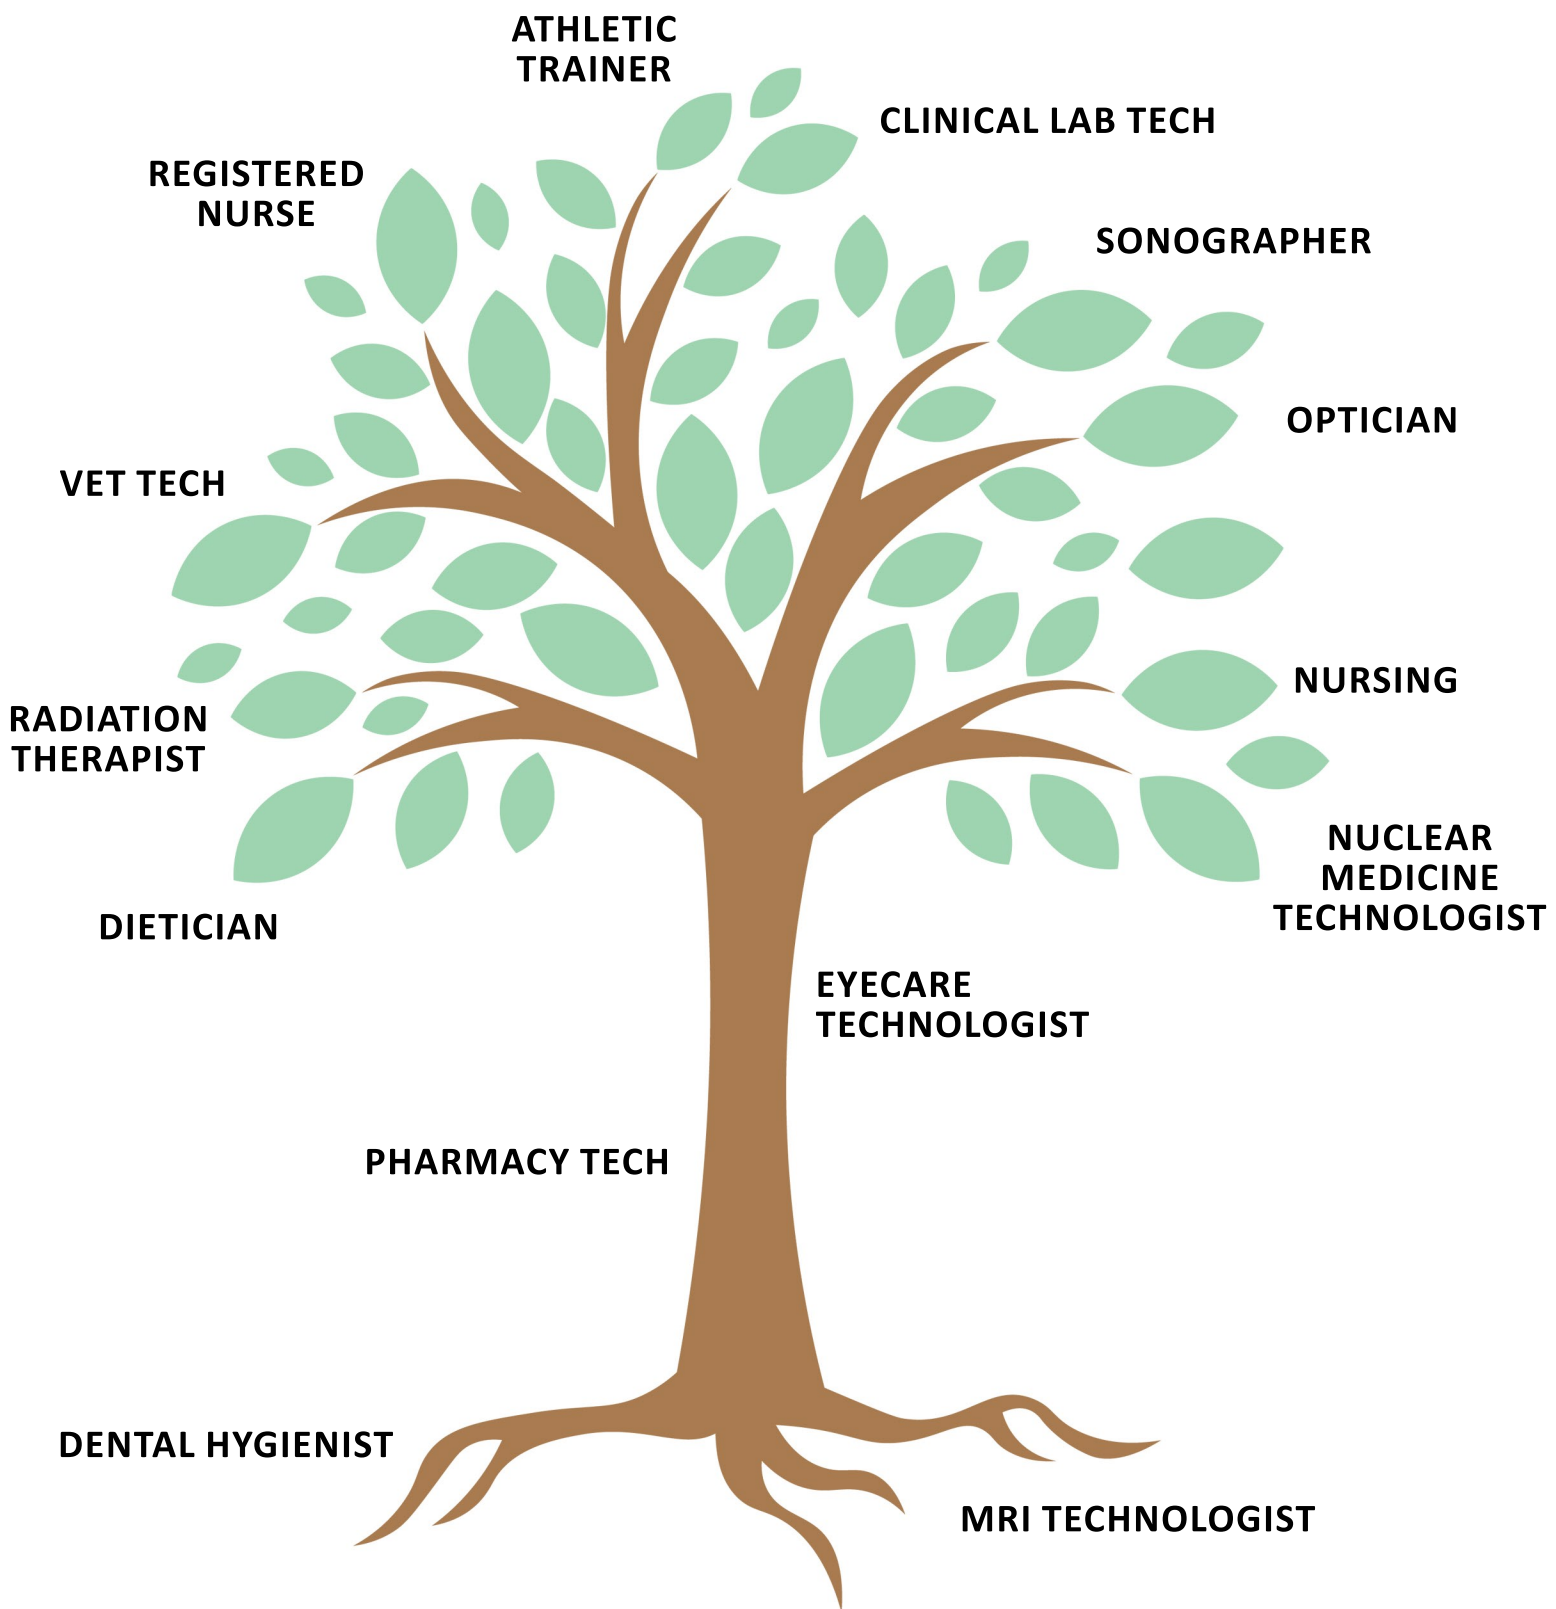 ATHLETIC
TRAINER
CLINICAL LAB TECH
REGISTERED
NURSE
SONOGRAPHER
OPTICIAN
VET TECH
NURSING
RADIATION
THERAPIST
NUCLEAR
MEDICINE
TECHNOLOGIST
DIETICIAN
EYECARE
TECHNOLOGIST
PHARMACY TECH
DENTAL HYGIENIST
MRI TECHNOLOGIST